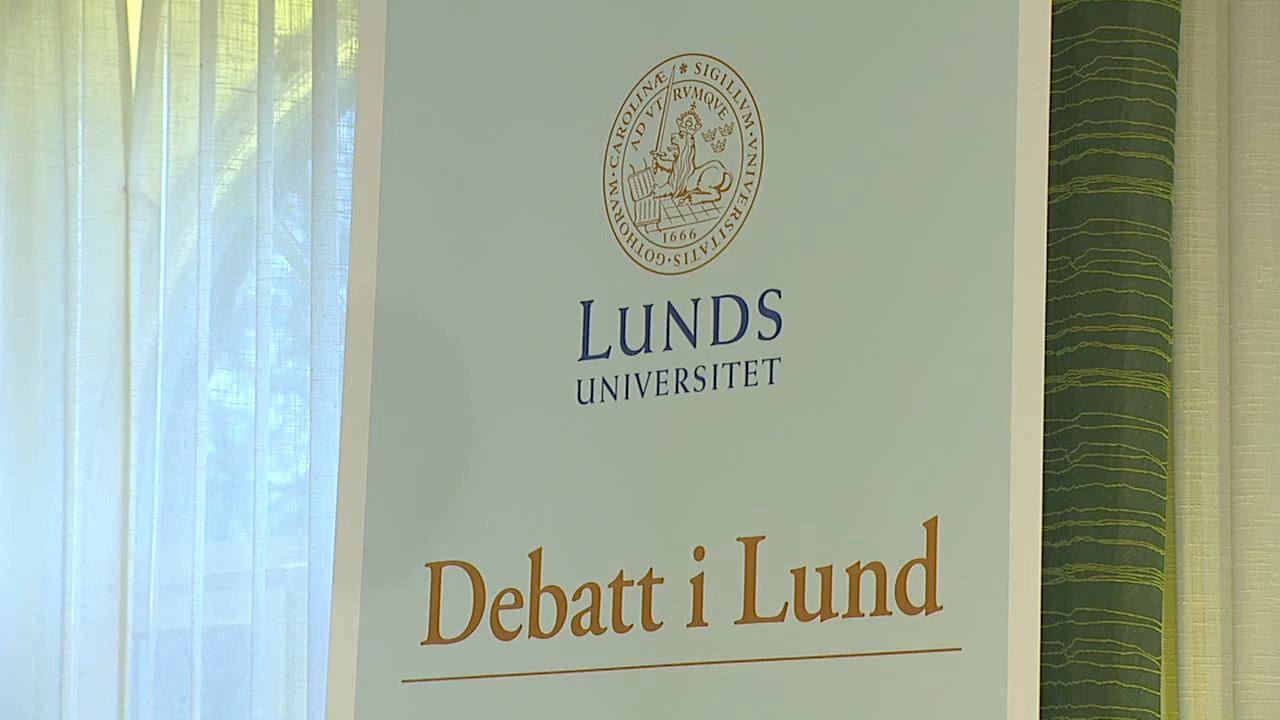 SIGILLVM·VNIVERSITATIS·GOTHORVM·CAROLINÆ
AD VTRVMQVE
1666
LUNDS
UNIVERSITET
Debatt i Lund